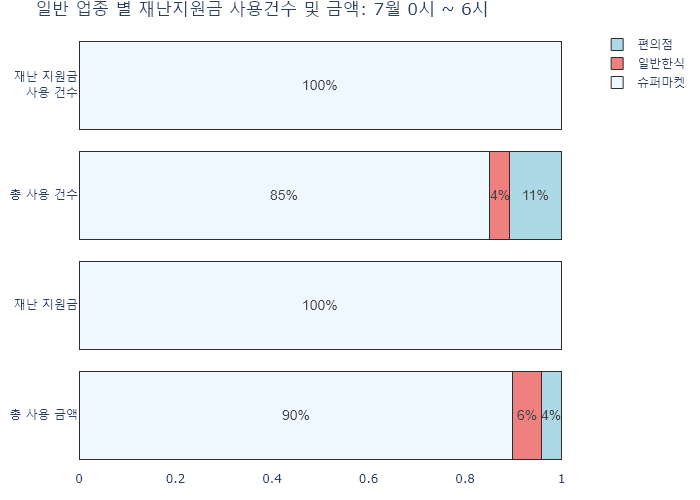 일반 업종 별 재난지원금 사용건수 및 금액: 7월 0시 ~ 6시
편의점
일반한식
슈퍼마켓
재난 지원금
사용 건수
100%
총 사용 건수
85%
4%
11%
재난 지원금
100%
총 사용 금액
90%
6%
4%
0
0.2
0.4
0.6
0.8
1